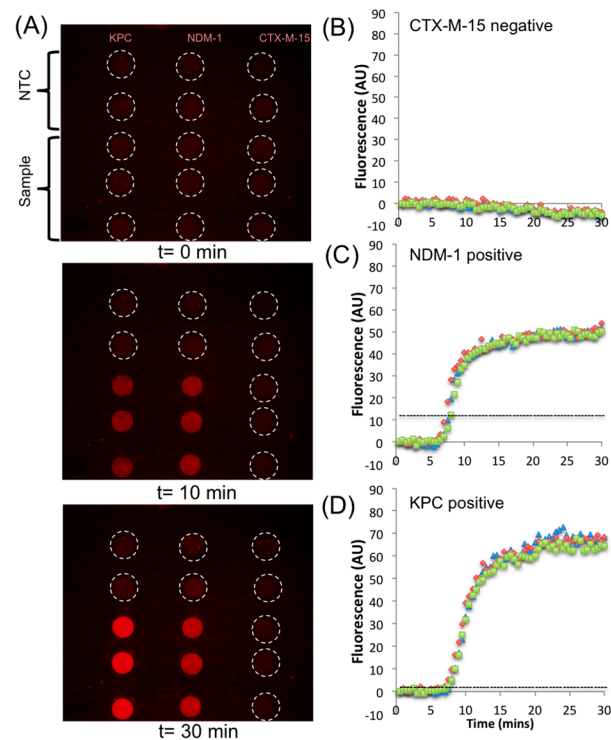 (A)
KPC NDM-1 CTX-M-15
NTC
Sample
t= 0 min
t= 10 min
t= 30 min
(B)
CTX-M-15 negative
Fluorescence (AU)
90
80
70
60
50
40
30
20
10
0
-10
0 5 10 15 20 25 30
(C)
NDM-1 positive
Fluorescence (AU)
90
80
70
60
50
40
30
20
10
0
-10
0 5 10 15 20 25 30
(D)
KPC positive
Fluorescence (AU)
90
80
70
60
50
40
30
20
10
0
-10
0 5 10 15 20 25 30
Time (mins)